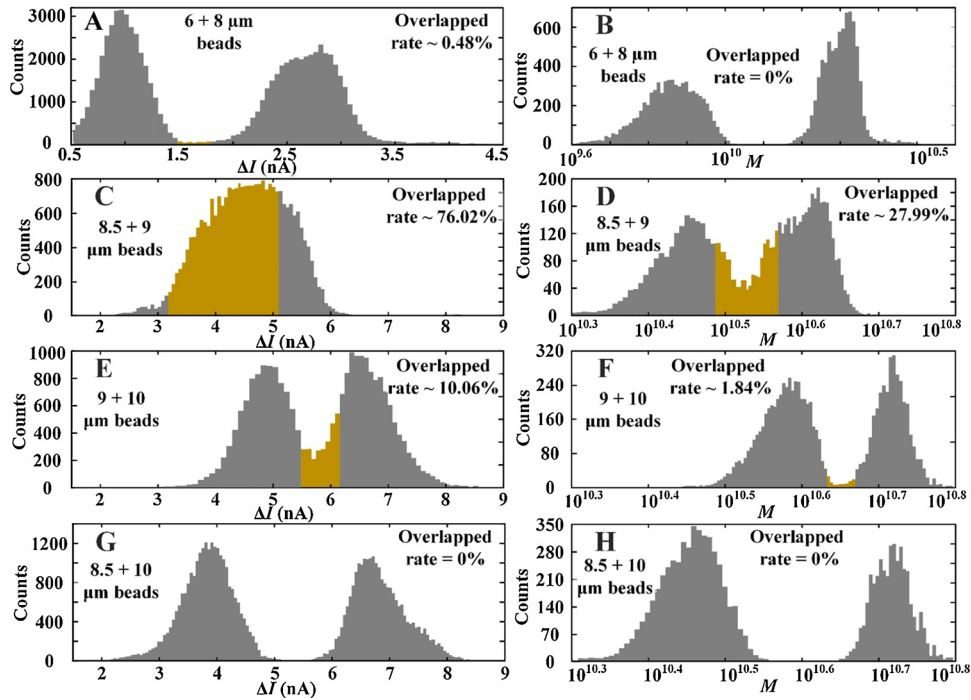 A
6 + 8 μm
beads
Overlapped
rate ~ 0.48%
Counts
3000
2000
1000
0
0.5
1.5
2.5
3.5
4.5
ΔI (nA)
B
6 + 8 μm
beads
Overlapped
rate = 0%
Counts
600
400
200
0
10^9.6
10^10
10^10.5
M
C
8.5 + 9
μm beads
Overlapped
rate ~ 76.02%
Counts
800
600
400
200
0
2
3
4
5
6
7
8
9
ΔI (nA)
D
8.5 + 9
μm beads
Overlapped
rate ~ 27.99%
Counts
200
160
120
80
40
0
10^10.3
10^10.4
10^10.5
10^10.6
10^10.7
10^10.8
M
E
9 + 10
μm beads
Overlapped
rate ~ 10.06%
Counts
1000
800
600
400
200
0
2
3
4
5
6
7
8
9
ΔI (nA)
F
9 + 10
μm beads
Overlapped
rate ~ 1.84%
Counts
320
240
160
80
0
10^10.3
10^10.4
10^10.5
10^10.6
10^10.7
10^10.8
M
G
8.5 + 10
μm beads
Overlapped
rate = 0%
Counts
1200
800
400
0
2
3
4
5
6
7
8
9
ΔI (nA)
H
8.5 + 10
μm beads
Overlapped
rate = 0%
Counts
350
280
210
140
70
0
10^10.3
10^10.4
10^10.5
10^10.6
10^10.7
10^10.8
M